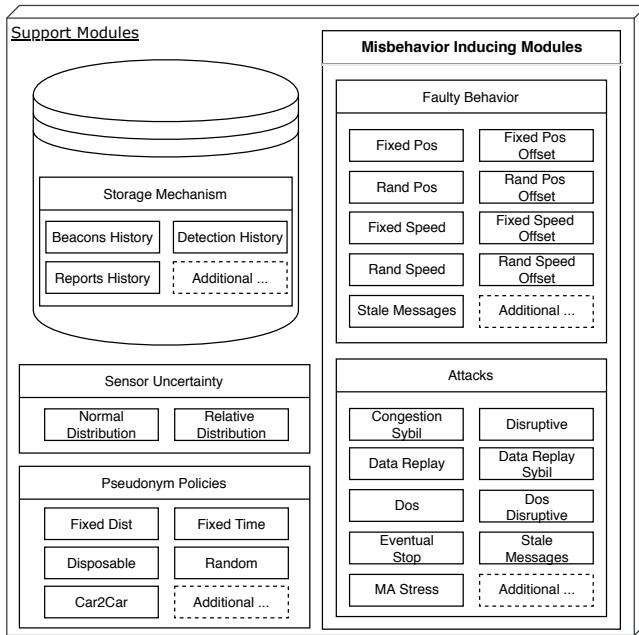 Support Modules
Storage Mechanism
Beacons History
Detection History
Reports History
Additional ...
Sensor Uncertainty
Normal
Distribution
Relative
Distribution
Pseudonym Policies
Fixed Dist
Fixed Time
Disposable
Random
Car2Car
Additional ...
Misbehavior Inducing Modules
Faulty Behavior
Fixed Pos
Fixed Pos
Offset
Rand Pos
Rand Pos
Offset
Fixed Speed
Fixed Speed
Offset
Rand Speed
Rand Speed
Offset
Stale Messages
Additional ...
Attacks
Congestion
Sybil
Disruptive
Data Replay
Data Replay
Sybil
Dos
Dos
Disruptive
Eventual
Stop
Stale
Messages
MA Stress
Additional ...